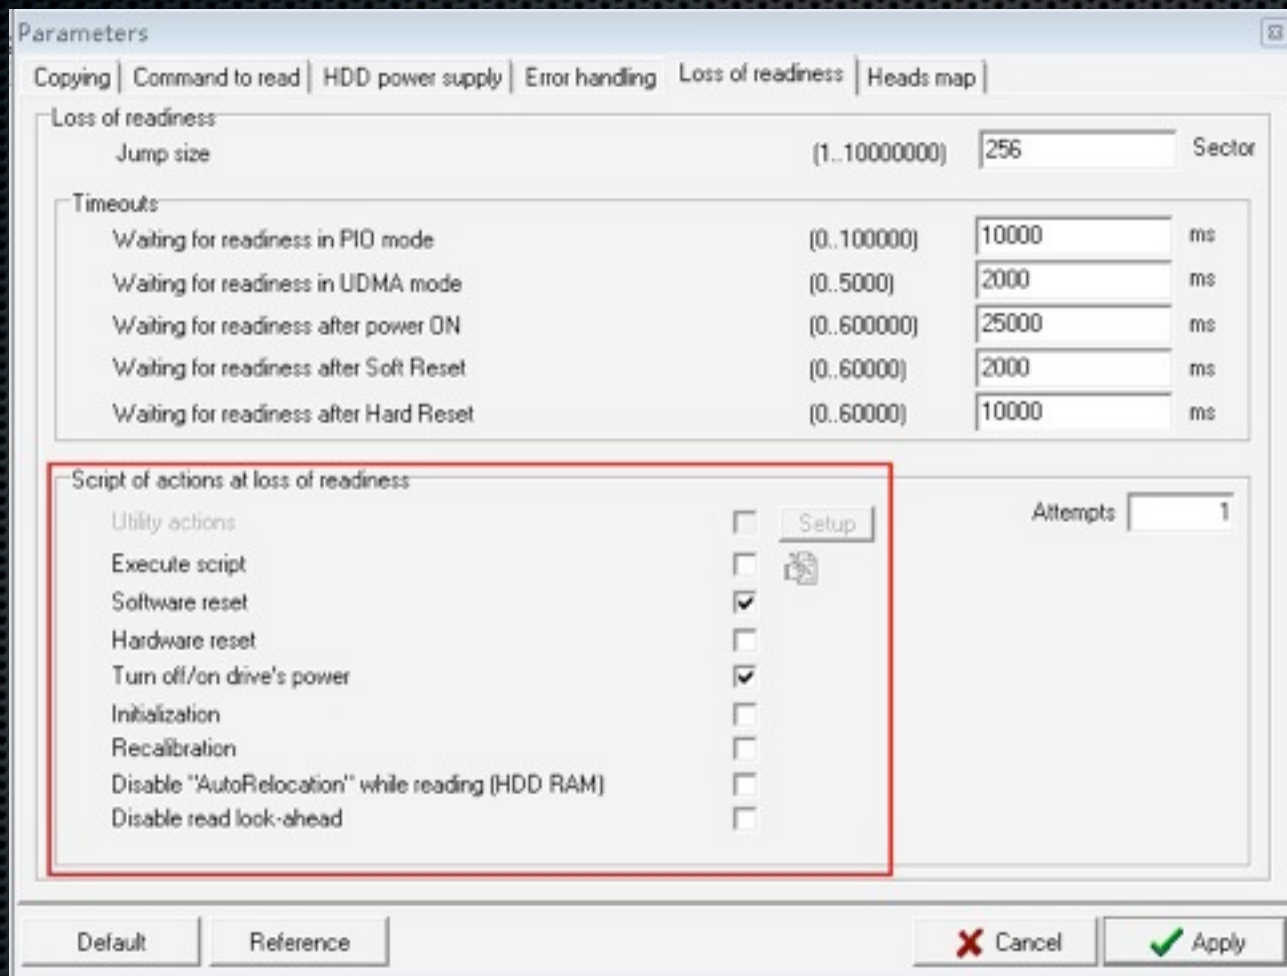 Parameters
Copying Command to read HDD power supply Error handling Loss of readiness Heads map
Loss of readiness
Jump size (1..10000000) 256 Sector
Timeouts
Waiting for readiness in PIO mode (0..100000) 10000 ms
Waiting for readiness in UDMA mode (0..5000) 2000 ms
Waiting for readiness after power ON (0..600000) 25000 ms
Waiting for readiness after Soft Reset (0..60000) 2000 ms
Waiting for readiness after Hard Reset (0..60000) 10000 ms
Script of actions at loss of readiness
Utility actions Setup Attempts 1
Execute script
Software reset
Hardware reset
Turn off/on drive's power
Initialization
Recalibration
Disable "AutoRelocation" while reading (HDD RAM)
Disable read look-ahead
Default Reference Cancel Apply